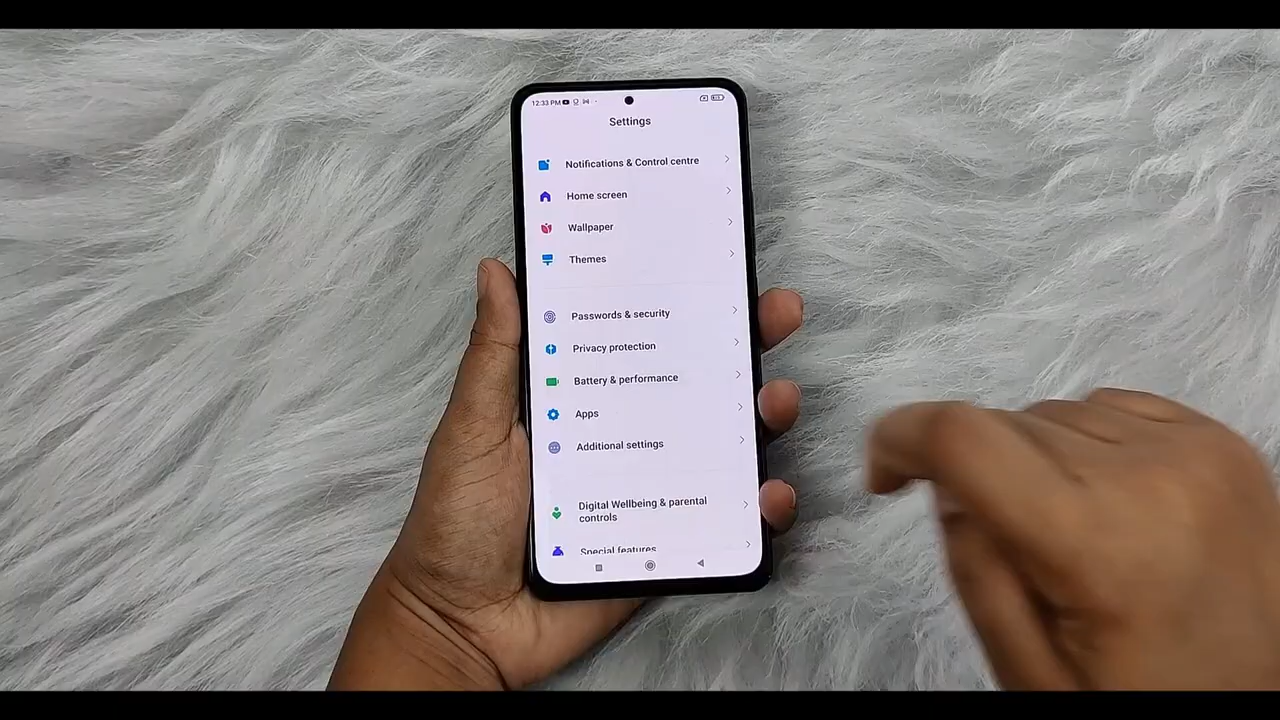 12:33 PM
Settings
Notifications & Control centre
Home screen
Wallpaper
Themes
Passwords & security
Privacy protection
Battery & performance
Apps
Additional settings
Digital Wellbeing & parental
controls
Special features